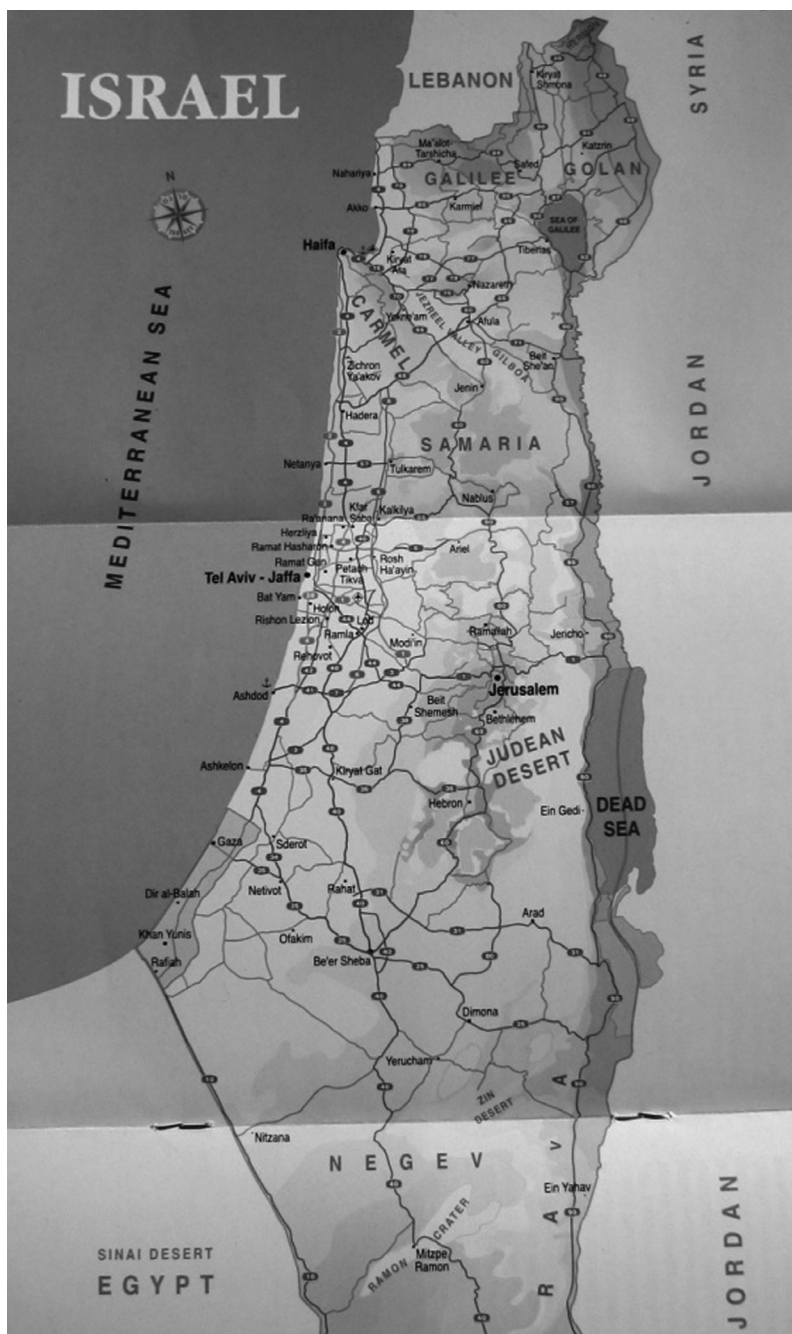 ISRAEL
LEBANON
SYRIA
Kiryat
Shmona
Ma'alot-
Tarshicha
Katzrin
Safed
GOLAN
Nahariya
GALILEE
N
Akko
Karmiel
SEA OF
GALILEE
Haifa
Tiberias
Kiryat
Ata
Nazareth
MEDITERRANEAN SEA
CARMEL
JEZREEL VALLEY
Yokne'am
Afula
GILBOA
Beit
She'an
Zichron
Ya'akov
Jenin
JORDAN
Hadera
SAMARIA
Netanya
Tulkarem
Nablus
Kfar
Saba
Ra'anana
Kalkilya
Herzliya
Ramat Hasharon
Ariel
Ramat Gan
Petach
Tikva
Rosh
Ha'ayin
Tel Aviv - Jaffa
Bat Yam
Holon
Rishon Lezion
Lod
Ramla
Modi'in
Ramallah
Jericho
Rehovot
Jerusalem
Ashdod
Beit
Shemesh
Bethlehem
JUDEAN
DESERT
Ashkelon
Kiryat Gat
Hebron
Ein Gedi
DEAD
SEA
Gaza
Sderot
Dir al-Balah
Netivot
Rahat
Arad
Khan Yunis
Ofakim
Rafiah
Be'er Sheba
Dimona
Yerucham
ZIN
DESERT
Nitzana
NEGEV
ARAVA
Ein Yahav
RAMON CRATER
Mitzpe
Ramon
SINAI DESERT
EGYPT
JORDAN